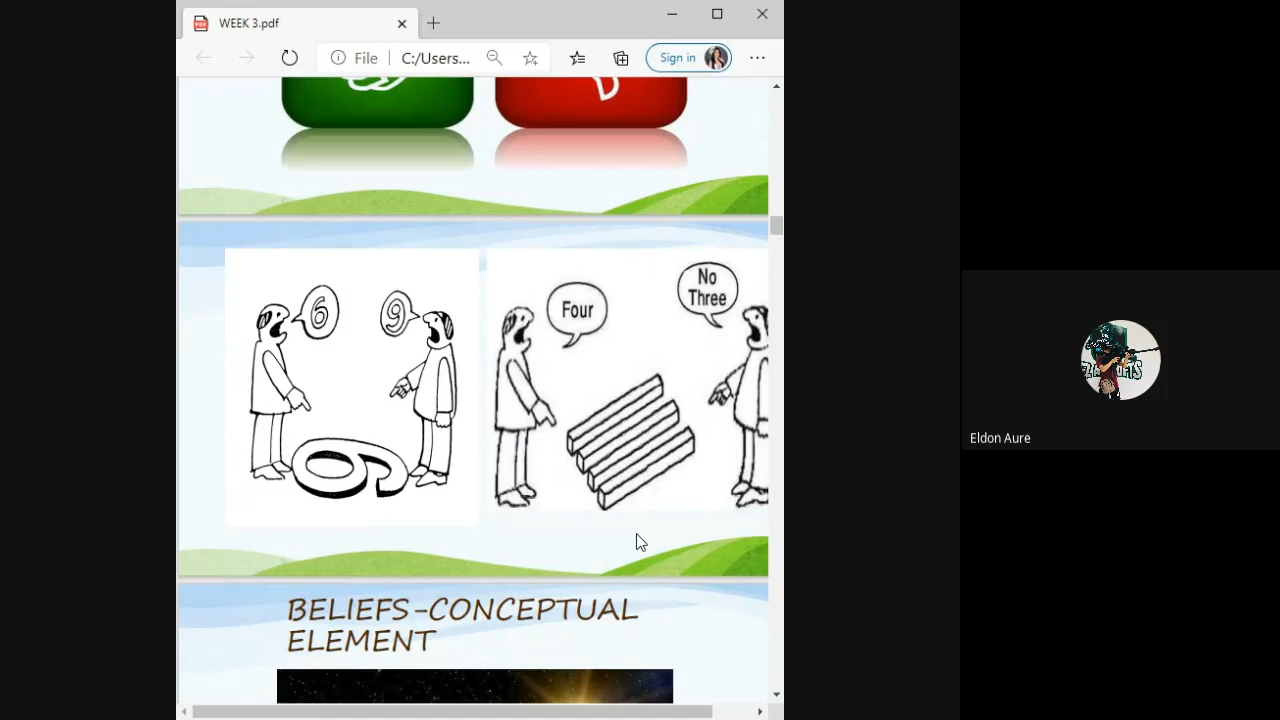 WEEK 3.pdf
File
C:/Users...
Sign in
6
9
Four
No
Three
BELIEFS-CONCEPTUAL
ELEMENT
Eldon Aure